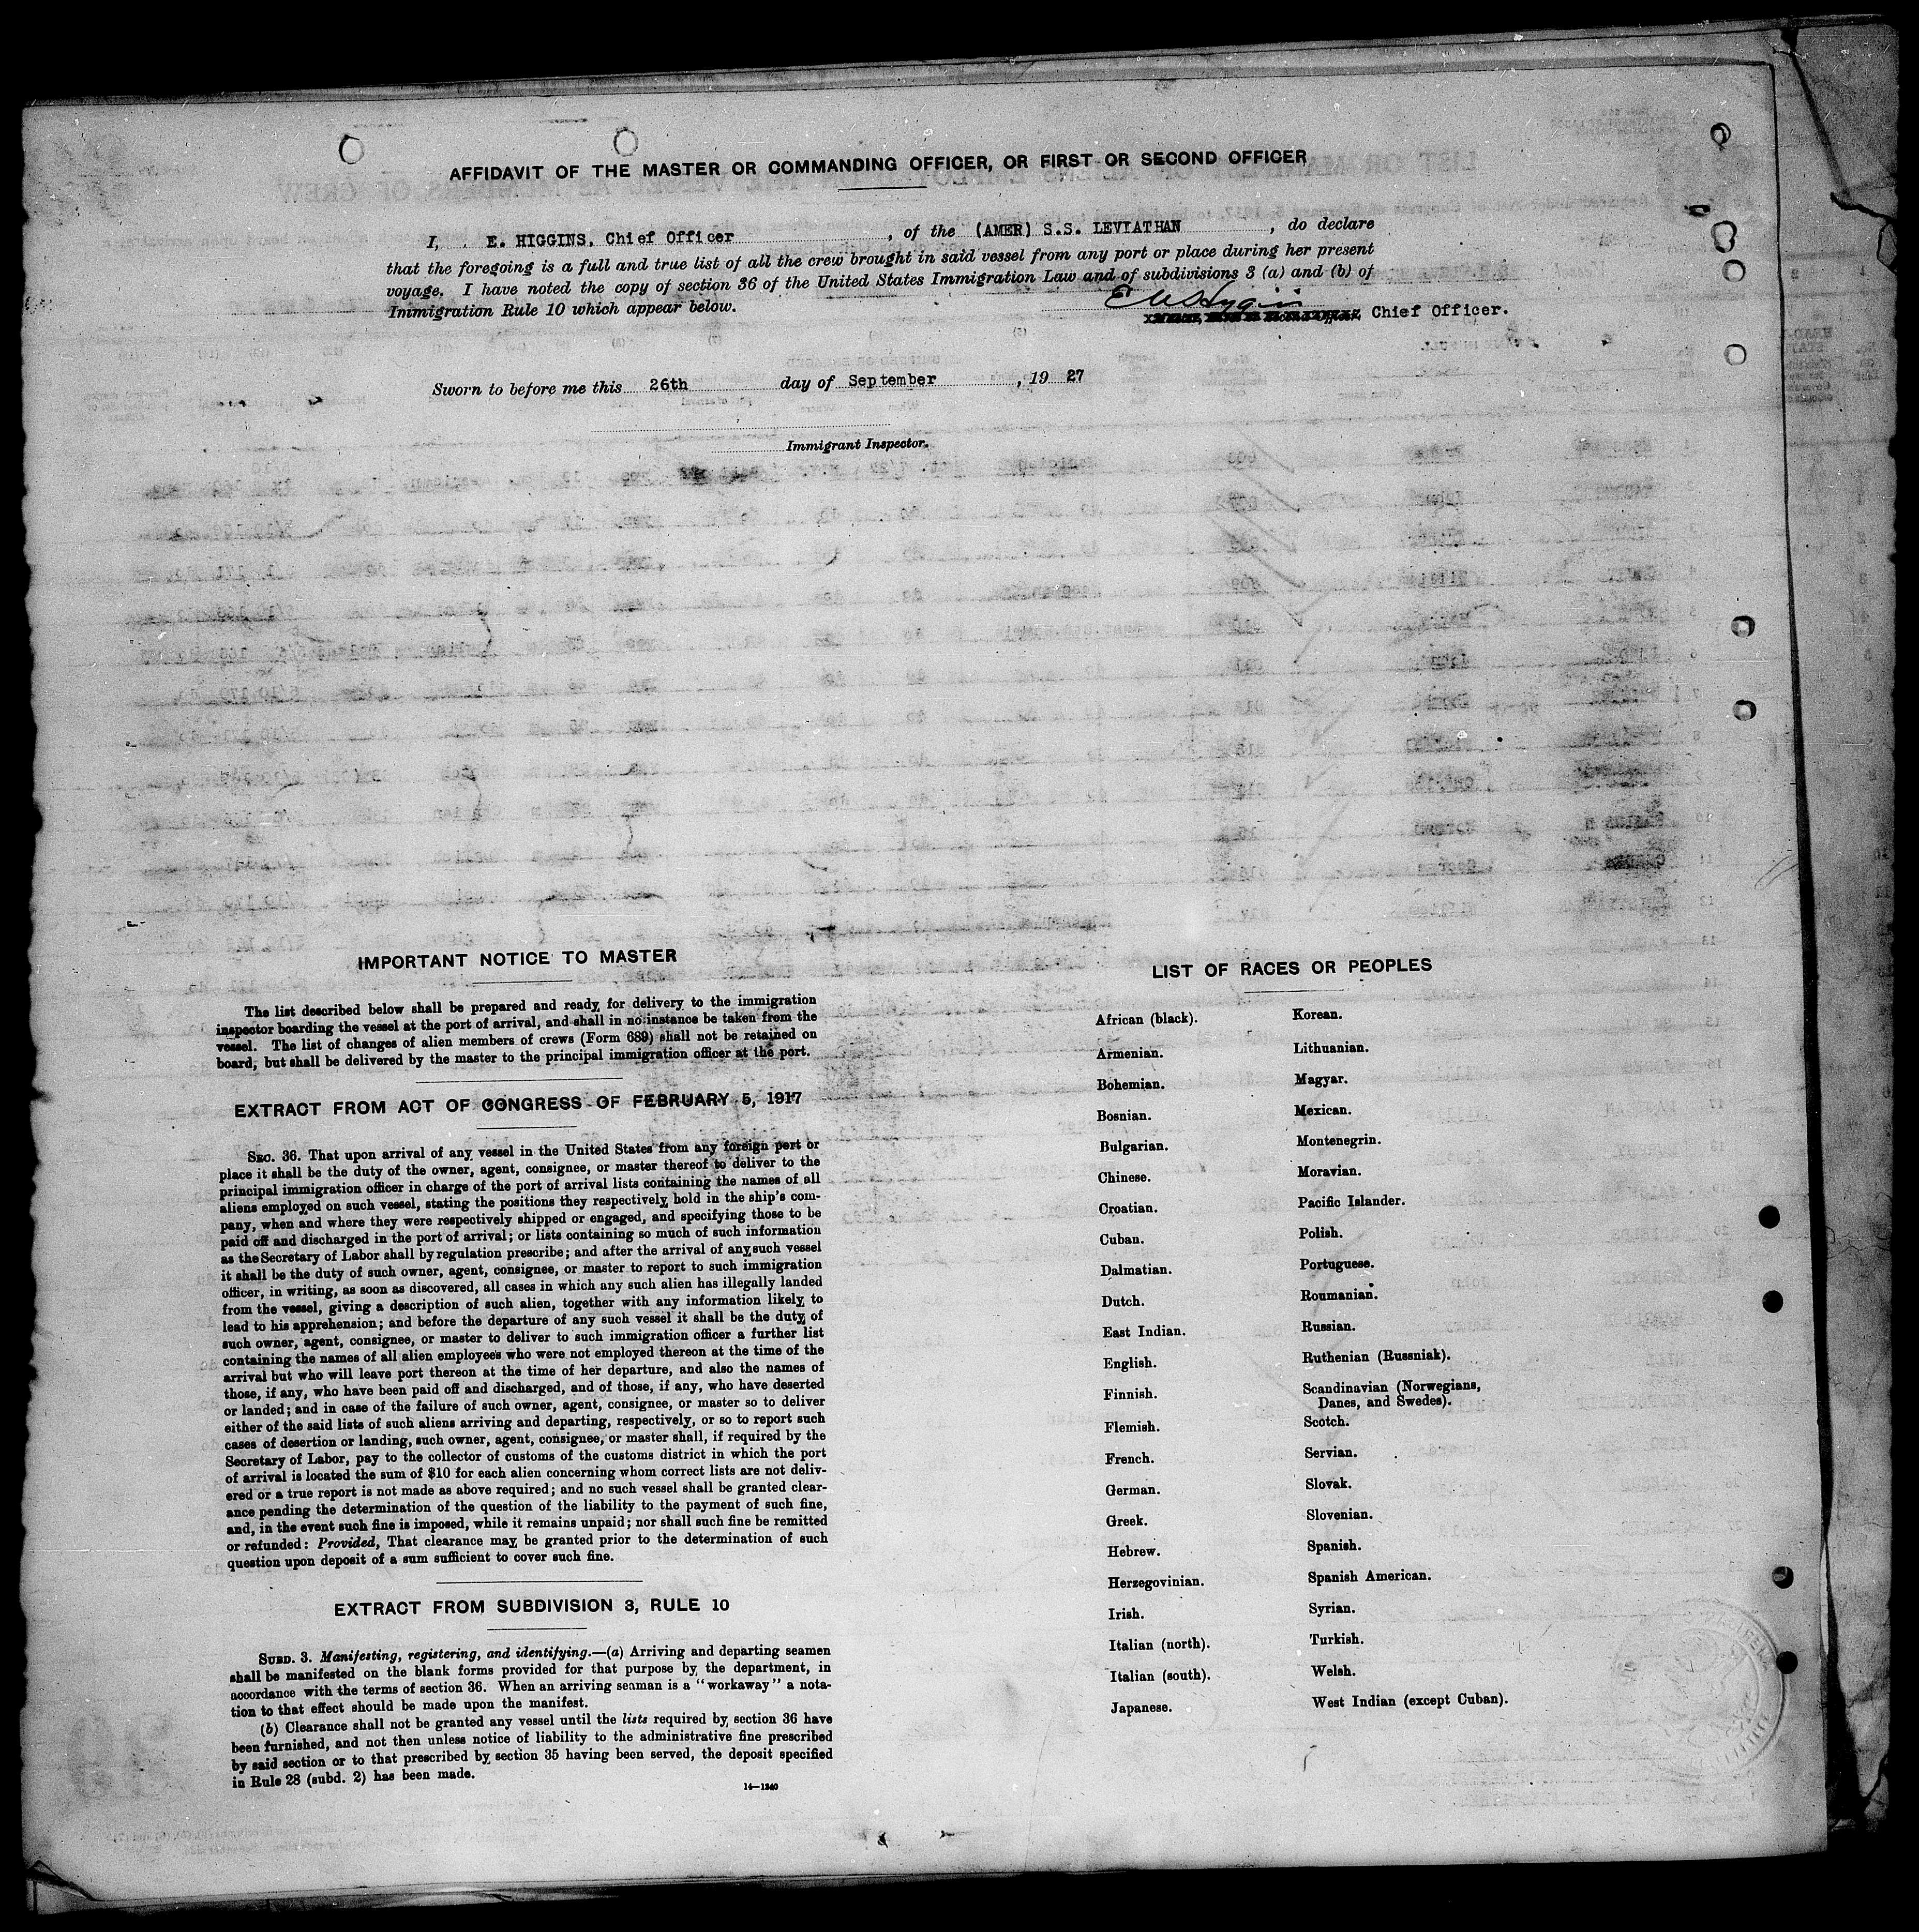 AFFIDAVIT OF THE MASTER OR COMMANDING OFFICER, OR FIRST OR SECOND OFFICER
I, E. HIGGINS, Chief Officer, of the (AMER) S.S. LEVIATHAN, do declare
that the foregoing is a full and true list of all the crew brought in said vessel from any port or place during her present
voyage. I have noted the copy of section 36 of the United States Immigration Law and of subdivisions 3 (a) and (b) of
Immigration Rule 10 which appear below.
Chief Officer.
Sworn to before me this 26th day of September, 19 27
Immigrant Inspector.
IMPORTANT NOTICE TO MASTER
The list described below shall be prepared and ready for delivery to the immigration
inspector boarding the vessel at the port of arrival, and shall in no instance be taken from the
vessel. The list of changes of alien members of crews (Form 689) shall not be retained on
board, but shall be delivered by the master to the principal immigration officer at the port.
EXTRACT FROM ACT OF CONGRESS OF FEBRUARY 5, 1917
SEC. 36. That upon arrival of any vessel in the United States from any foreign port or
place it shall be the duty of the owner, agent, consignee, or master thereof to deliver to the
principal immigration officer in charge of the port of arrival lists containing the names of all
aliens employed on such vessel, stating the positions they respectively hold in the ship's com-
pany, when and where they were respectively shipped or engaged, and specifying those to be
paid off and discharged in the port of arrival; or lists containing so much of such information
as the Secretary of Labor shall by regulation prescribe; and after the arrival of any such vessel
it shall be the duty of such owner, agent, consignee, or master to report to such immigration
officer, in writing, as soon as discovered, all cases in which any such alien has illegally landed
from the vessel, giving a description of such alien, together with any information likely to
lead to his apprehension; and before the departure of any such vessel it shall be the duty of
such owner, agent, consignee, or master to deliver to such immigration officer a further list
containing the names of all alien employees who were not employed thereon at the time of the
arrival but who will leave port thereon at the time of her departure, and also the names of
those, if any, who have been paid off and discharged, and of those, if any, who have deserted
or landed; and in case of the failure of such owner, agent, consignee, or master so to deliver
either of the said lists of such aliens arriving and departing, respectively, or so to report such
cases of desertion or landing, such owner, agent, consignee, or master shall, if required by the
Secretary of Labor, pay to the collector of customs of the customs district in which the port
of arrival is located the sum of $10 for each alien concerning whom correct lists are not deliv-
ered or a true report is not made as above required; and no such vessel shall be granted clear-
ance pending the determination of the question of the liability to the payment of such fine,
and, in the event such fine is imposed, while it remains unpaid; nor shall such fine be remitted
or refunded: Provided, That clearance may be granted prior to the determination of such
question upon deposit of a sum sufficient to cover such fine.
EXTRACT FROM SUBDIVISION 3, RULE 10
SUBD. 3. Manifesting, registering, and identifying.—(a) Arriving and departing seamen
shall be manifested on the blank forms provided for that purpose by the department, in
accordance with the terms of section 36. When an arriving seaman is a "workaway" a nota-
tion to that effect should be made upon the manifest.
(b) Clearance shall not be granted any vessel until the lists required by section 36 have
been furnished, and not then unless notice of liability to the administrative fine prescribed
by said section or to that prescribed by section 35 having been served, the deposit specified
in Rule 28 (subd. 2) has been made.
14—1240
LIST OF RACES OR PEOPLES
African (black).
Armenian.
Bohemian.
Bosnian.
Bulgarian.
Chinese.
Croatian.
Cuban.
Dalmatian.
Dutch.
East Indian.
English.
Finnish.
Flemish.
French.
German.
Greek.
Hebrew.
Herzegovinian.
Irish.
Italian (north).
Italian (south).
Japanese.
Korean.
Lithuanian.
Magyar.
Mexican.
Montenegrin.
Moravian.
Pacific Islander.
Polish.
Portuguese.
Roumanian.
Russian.
Ruthenian (Russniak).
Scandinavian (Norwegians,
Danes, and Swedes).
Scotch.
Servian.
Slovak.
Slovenian.
Spanish.
Spanish American.
Syrian.
Turkish.
Welsh.
West Indian (except Cuban).